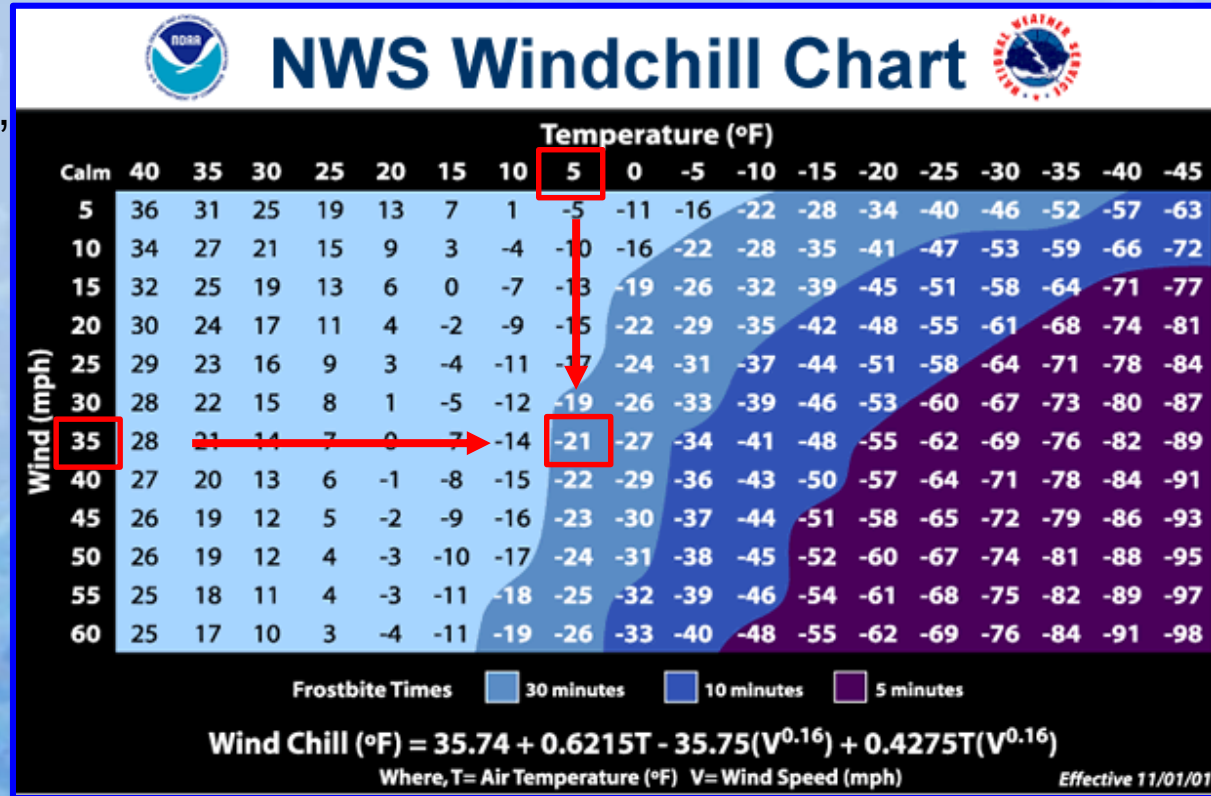 NOAA
NWS Windchill Chart
NATIONAL WEATHER SERVICE
,
Temperature (ºF)
Calm 40 35 30 25 20 15 10 5 0 -5 -10 -15 -20 -25 -30 -35 -40 -45
5 36 31 25 19 13 7 1 -5 -11 -16 -22 -28 -34 -40 -46 -52 -57 -63
10 34 27 21 15 9 3 -4 -10 -16 -22 -28 -35 -41 -47 -53 -59 -66 -72
15 32 25 19 13 6 0 -7 -13 -19 -26 -32 -39 -45 -51 -58 -64 -71 -77
20 30 24 17 11 4 -2 -9 -15 -22 -29 -35 -42 -48 -55 -61 -68 -74 -81
25 29 23 16 9 3 -4 -11 -17 -24 -31 -37 -44 -51 -58 -64 -71 -78 -84
30 28 22 15 8 1 -5 -12 -19 -26 -33 -39 -46 -53 -60 -67 -73 -80 -87
35 28 21 14 7 0 -7 -14 -21 -27 -34 -41 -48 -55 -62 -69 -76 -82 -89
40 27 20 13 6 -1 -8 -15 -22 -29 -36 -43 -50 -57 -64 -71 -78 -84 -91
45 26 19 12 5 -2 -9 -16 -23 -30 -37 -44 -51 -58 -65 -72 -79 -86 -93
50 26 19 12 4 -3 -10 -17 -24 -31 -38 -45 -52 -60 -67 -74 -81 -88 -95
55 25 18 11 4 -3 -11 -18 -25 -32 -39 -46 -54 -61 -68 -75 -82 -89 -97
60 25 17 10 3 -4 -11 -19 -26 -33 -40 -48 -55 -62 -69 -76 -84 -91 -98
Wind (mph)
Frostbite Times 30 minutes 10 minutes 5 minutes
Wind Chill (ºF) = 35.74 + 0.6215T - 35.75(V^0.16) + 0.4275T(V^0.16)
Where, T= Air Temperature (ºF) V= Wind Speed (mph) Effective 11/01/01